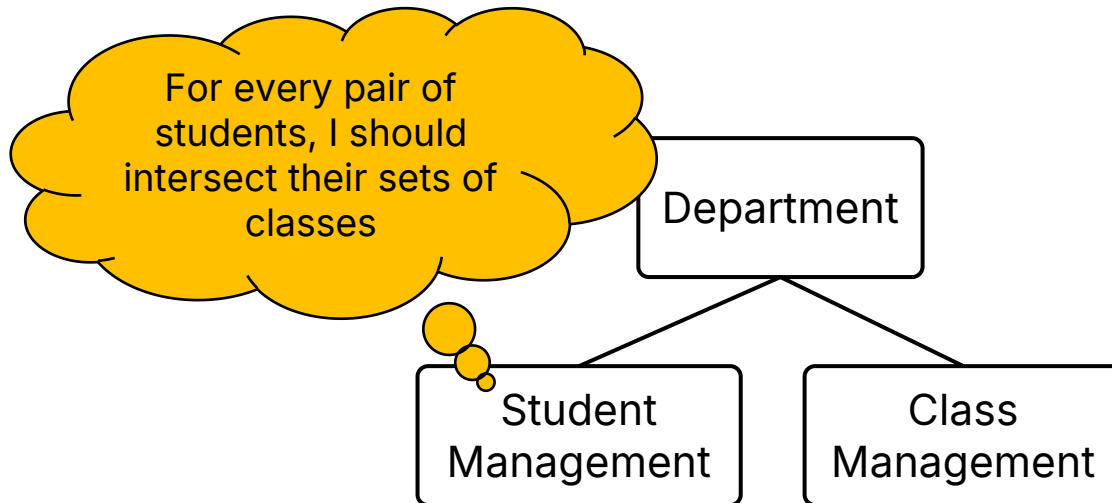 For every pair of
students, I should
intersect their sets of
classes
Department
Student
Management
Class
Management